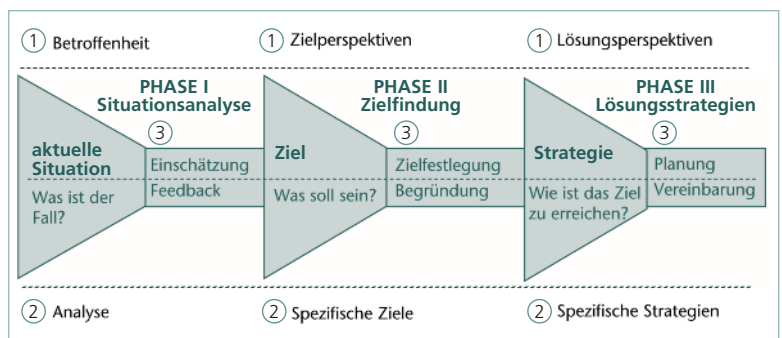 1 Betroffenheit
1 Zielperspektiven
1 Lösungsperspektiven
PHASE I
Situationsanalyse
3
aktuelle
Situation
Was ist der
Fall?
Einschätzung
Feedback
PHASE II
Zielfindung
3
Ziel
Was soll sein?
Zielfestlegung
Begründung
PHASE III
Lösungsstrategien
3
Strategie
Wie ist das Ziel
zu erreichen?
Planung
Vereinbarung
2 Analyse
2 Spezifische Ziele
2 Spezifische Strategien